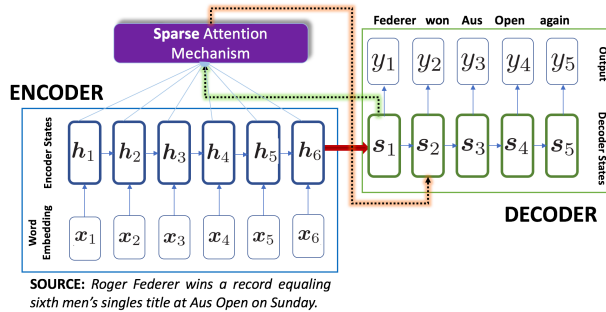 Federer won Aus Open again
Sparse Attention
Mechanism
y1 y2 y3 y4 y5
Output
ENCODER
Encoder States
h1 h2 h3 h4 h5 h6
s1 s2 s3 s4 s5
Decoder States
Word
Embedding
x1 x2 x3 x4 x5 x6
DECODER
SOURCE: Roger Federer wins a record equaling
sixth men's singles title at Aus Open on Sunday.